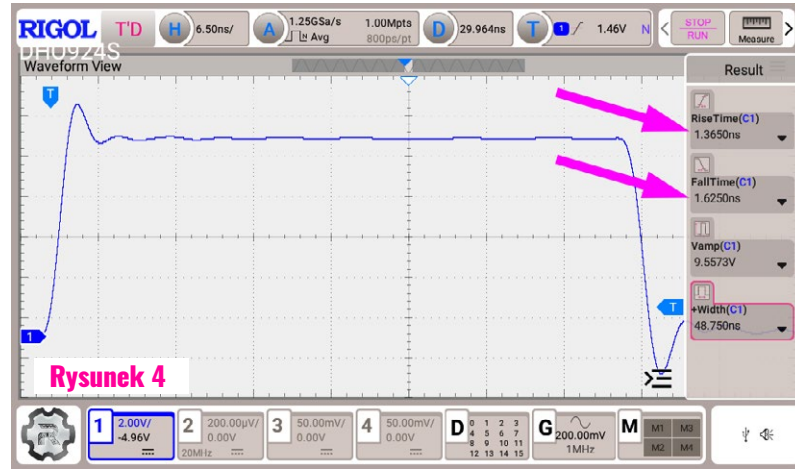 RIGOL T'D H 6.50ns/ A 1.25GSa/s N Avg 1.00Mpts 800ps/pt D 29.964ns T 1 1.46V N < STOP RUN Measure >
DHO924S
Waveform View
Result
T
RiseTime(C1)
1.3650ns
FallTime(C1)
1.6250ns
Vamp(C1)
9.5573V
T
+Width(C1)
48.750ns
1
Rysunek 4
1 2.00V/ -4.96V
2 200.00µV/ 0.00V 20MHz
3 50.00mV/ 0.00V
4 50.00mV/ 0.00V
D 0 1 2 3 4 5 6 7 8 9 10 11 12 13 14 15
G 200.00mV 1MHz
M M1 M3 M2 M4